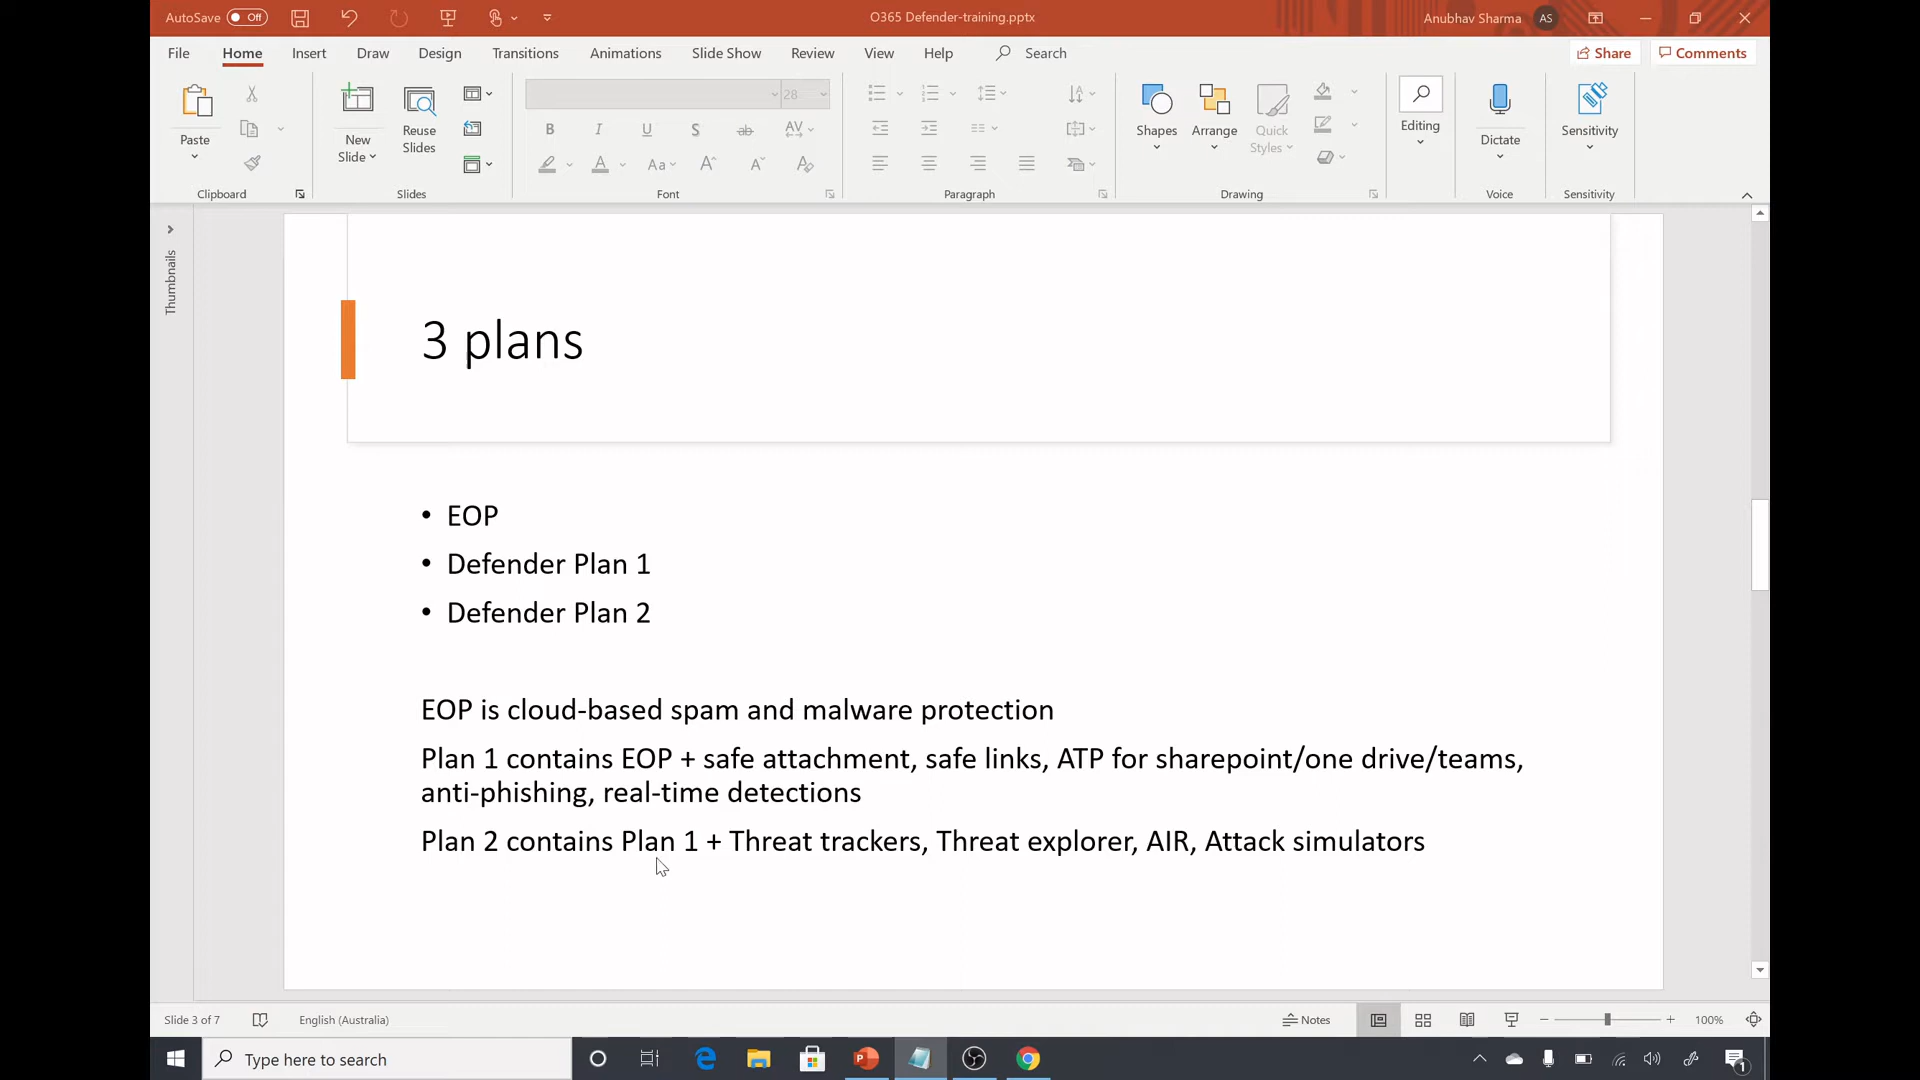 AutoSave Off
O365 Defender-training.pptx
Anubhav Sharma AS
File Home Insert Draw Design Transitions Animations Slide Show Review View Help Search
Share Comments
Paste
New Slide
Reuse Slides
28
B I U S ab AV
A Aa A A A
Shapes
Arrange
Quick Styles
Editing
Dictate
Sensitivity
Clipboard Slides Font Paragraph Drawing Voice Sensitivity
Thumbnails
3 plans
• EOP
• Defender Plan 1
• Defender Plan 2
EOP is cloud-based spam and malware protection
Plan 1 contains EOP + safe attachment, safe links, ATP for sharepoint/one drive/teams,
anti-phishing, real-time detections
Plan 2 contains Plan 1 + Threat trackers, Threat explorer, AIR, Attack simulators
Slide 3 of 7 English (Australia) Notes 100%
Type here to search
1